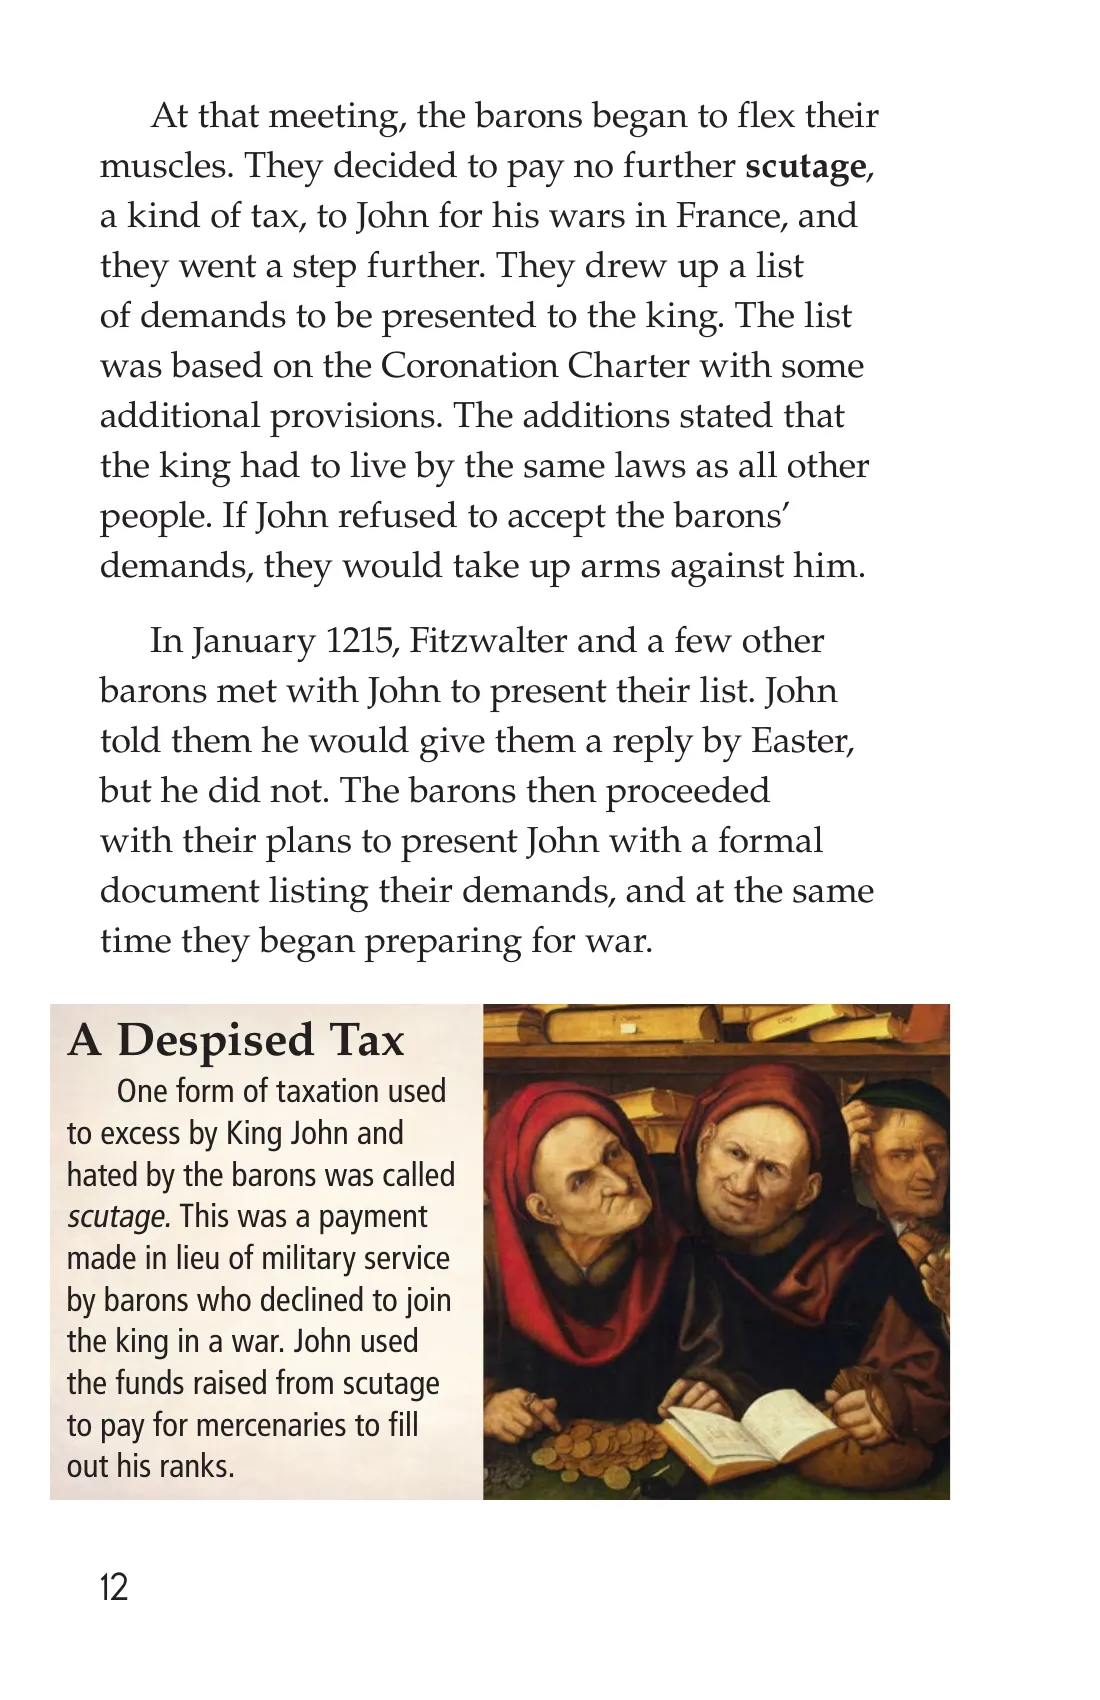 At that meeting, the barons began to flex their
muscles. They decided to pay no further scutage,
a kind of tax, to John for his wars in France, and
they went a step further. They drew up a list
of demands to be presented to the king. The list
was based on the Coronation Charter with some
additional provisions. The additions stated that
the king had to live by the same laws as all other
people. If John refused to accept the barons’
demands, they would take up arms against him.
In January 1215, Fitzwalter and a few other
barons met with John to present their list. John
told them he would give them a reply by Easter,
but he did not. The barons then proceeded
with their plans to present John with a formal
document listing their demands, and at the same
time they began preparing for war.
A Despised Tax
One form of taxation used
to excess by King John and
hated by the barons was called
scutage. This was a payment
made in lieu of military service
by barons who declined to join
the king in a war. John used
the funds raised from scutage
to pay for mercenaries to fill
out his ranks.
12